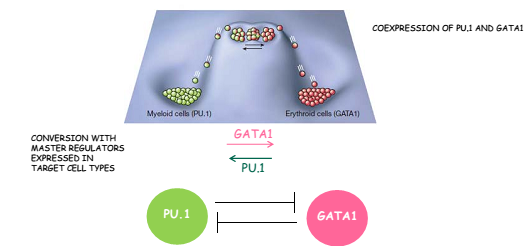 COEXPRESSION OF PU.1 AND GATA1
Myeloid cells (PU.1)
Erythroid cells (GATA1)
CONVERSION WITH
MASTER REGULATORS
EXPRESSED IN
TARGET CELL TYPES
GATA1
PU.1
PU.1
GATA1